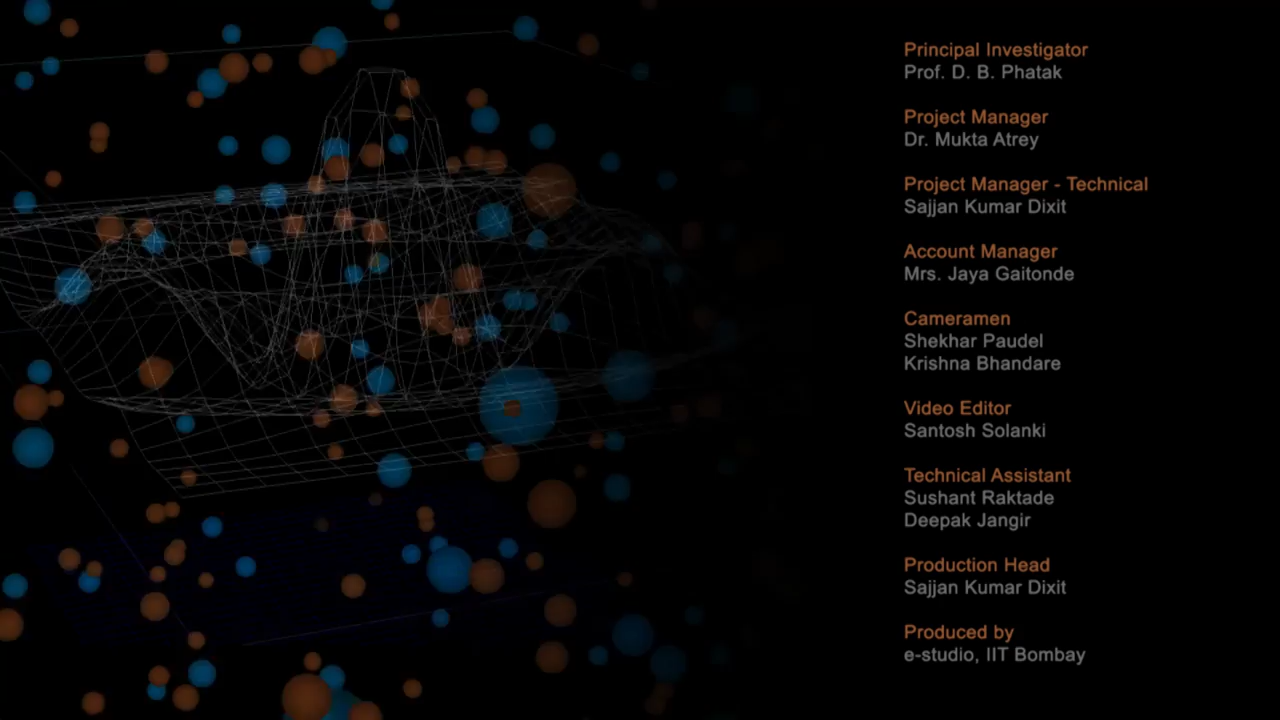 Principal Investigator
Prof. D. B. Phatak
Project Manager
Dr. Mukta Atrey
Project Manager - Technical
Sajjan Kumar Dixit
Account Manager
Mrs. Jaya Gaitonde
Cameramen
Shekhar Paudel
Krishna Bhandare
Video Editor
Santosh Solanki
Technical Assistant
Sushant Raktade
Deepak Jangir
Production Head
Sajjan Kumar Dixit
Produced by
e-studio, IIT Bombay